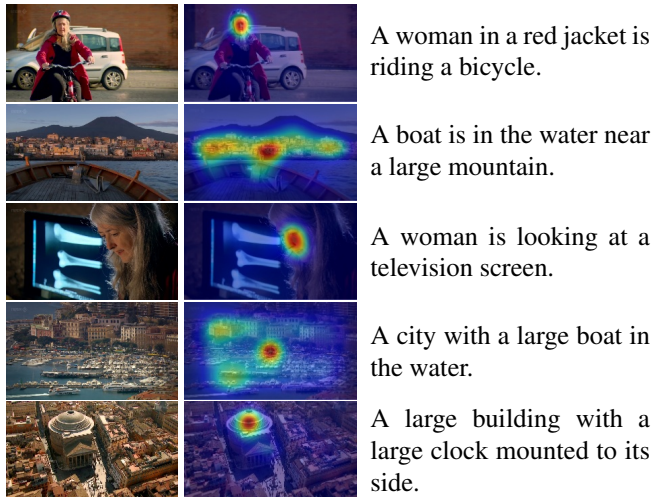 A woman in a red jacket is
riding a bicycle.
A boat is in the water near
a large mountain.
A woman is looking at a
television screen.
A city with a large boat in
the water.
A large building with a
large clock mounted to its
side.